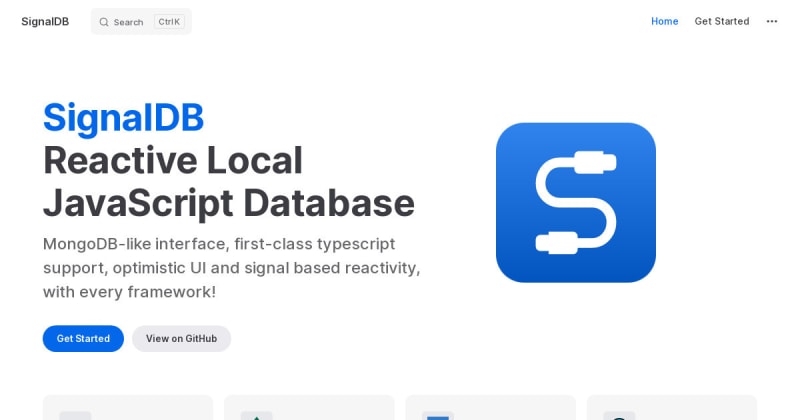 SignalDB
Search Ctrl K
Home Get Started
SignalDB
Reactive Local
JavaScript Database
MongoDB-like interface, first-class typescript
support, optimistic UI and signal based reactivity,
with every framework!
Get Started View on GitHub